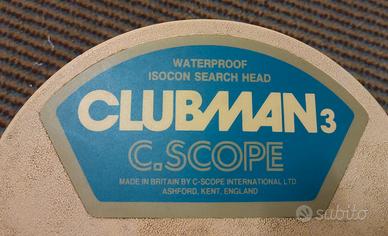 WATERPROOF
ISOCON SEARCH HEAD
CLUBMAN 3
C.SCOPE
MADE IN BRITAIN BY C-SCOPE INTERNATIONAL LTD
ASHFORD, KENT, ENGLAND
subito